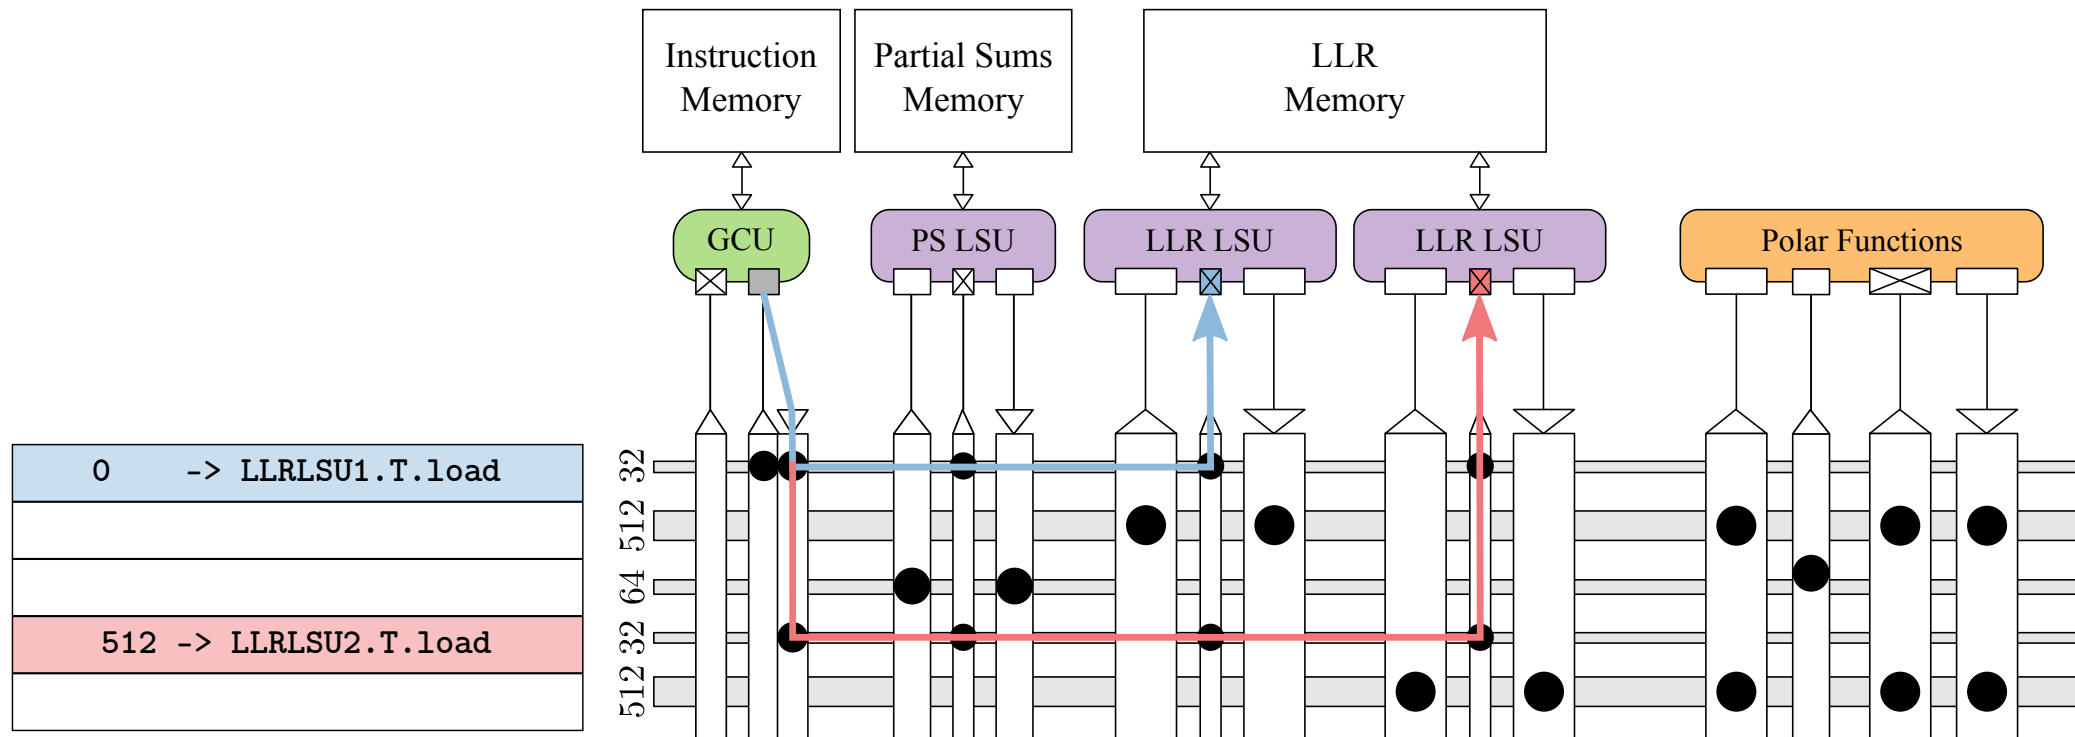 Instruction
Memory
Partial Sums
Memory
LLR
Memory
GCU
PS LSU
LLR LSU
LLR LSU
Polar Functions
0 -> LLRLSU1.T.load
512 -> LLRLSU2.T.load
32
512
64
32
512